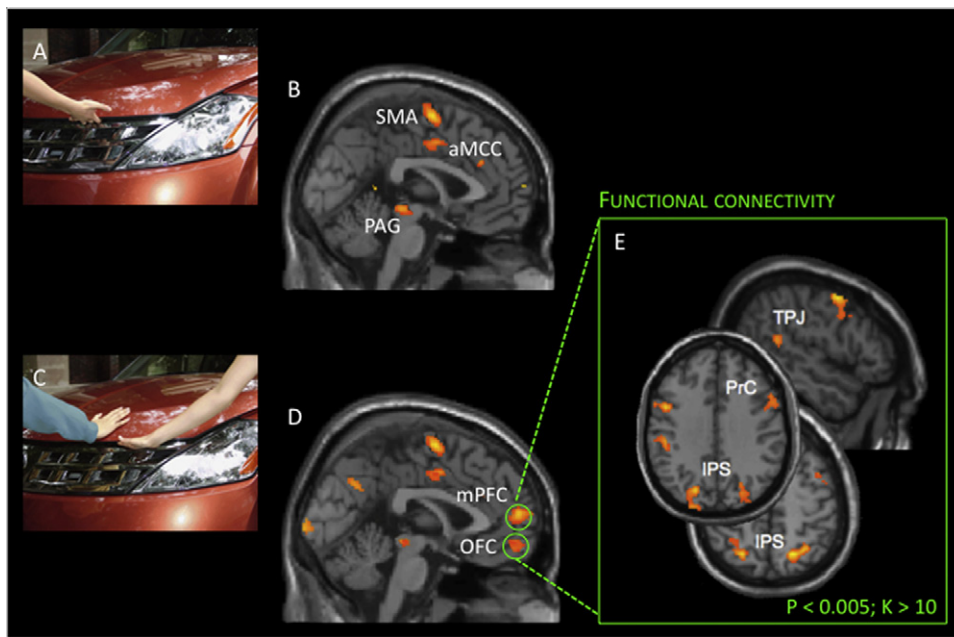 A
B
SMA
aMCC
PAG
FUNCTIONAL CONNECTIVITY
E
TPJ
PrC
IPS
IPS
P < 0.005; K > 10
C
D
mPFC
OFC